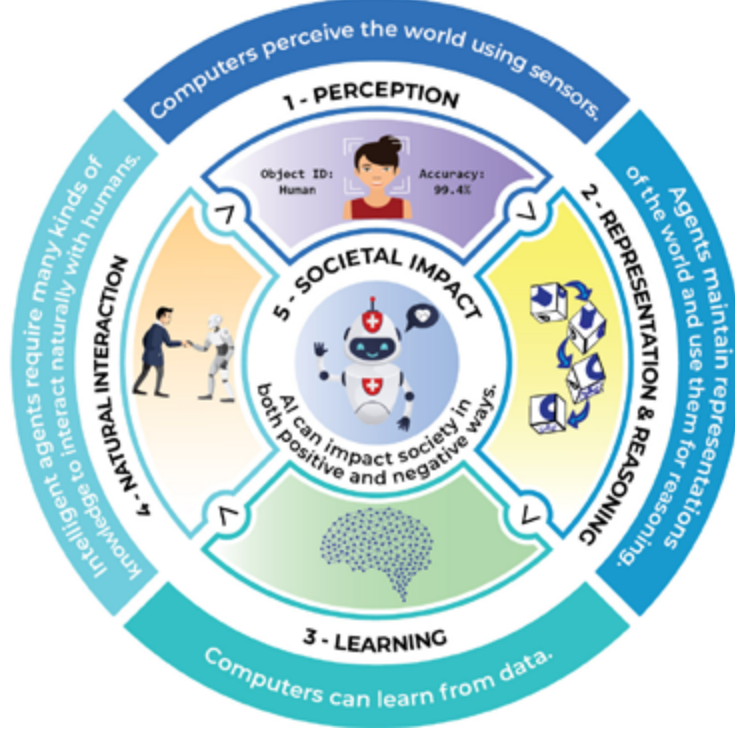 Computers perceive the world using sensors.
1 - PERCEPTION
Object ID:
Human
Accuracy:
99.4%
2 - REPRESENTATION & REASONING
Agents maintain representations
of the world and use them for reasoning.
3 - LEARNING
Computers can learn from data.
4 - NATURAL INTERACTION
Intelligent agents require many kinds of
knowledge to interact naturally with humans.
5 - SOCIETAL IMPACT
AI can impact society in
both positive and negative ways.